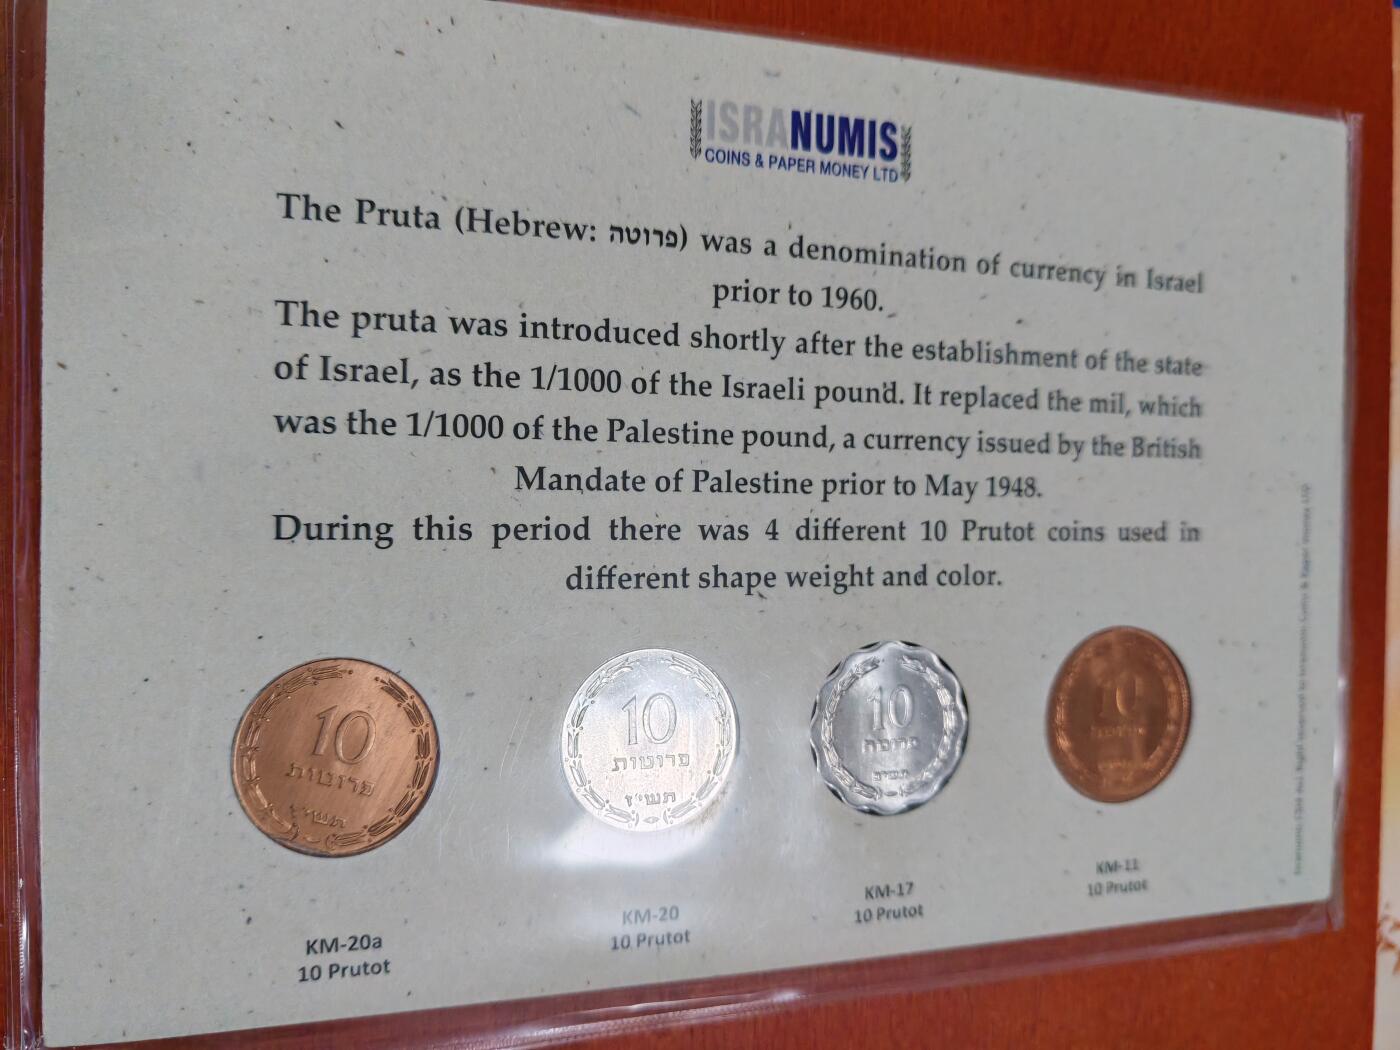 ISRANUMIS
COINS & PAPER MONEY LTD
The Pruta (Hebrew: פרוטה) was a denomination of currency in Israel
prior to 1960.
The pruta was introduced shortly after the establishment of the state
of Israel, as the 1/1000 of the Israeli pound. It replaced the mil, which
was the 1/1000 of the Palestine pound, a currency issued by the British
Mandate of Palestine prior to May 1948.
During this period there was 4 different 10 Prutot coins used in
different shape weight and color.
10
פרוטות
תשי"ז
10
פרוטות
תשי"ז
10
פרוטה
תשי"ב
10
KM-20a
10 Prutot
KM-20
10 Prutot
KM-17
10 Prutot
KM-11
10 Prutot